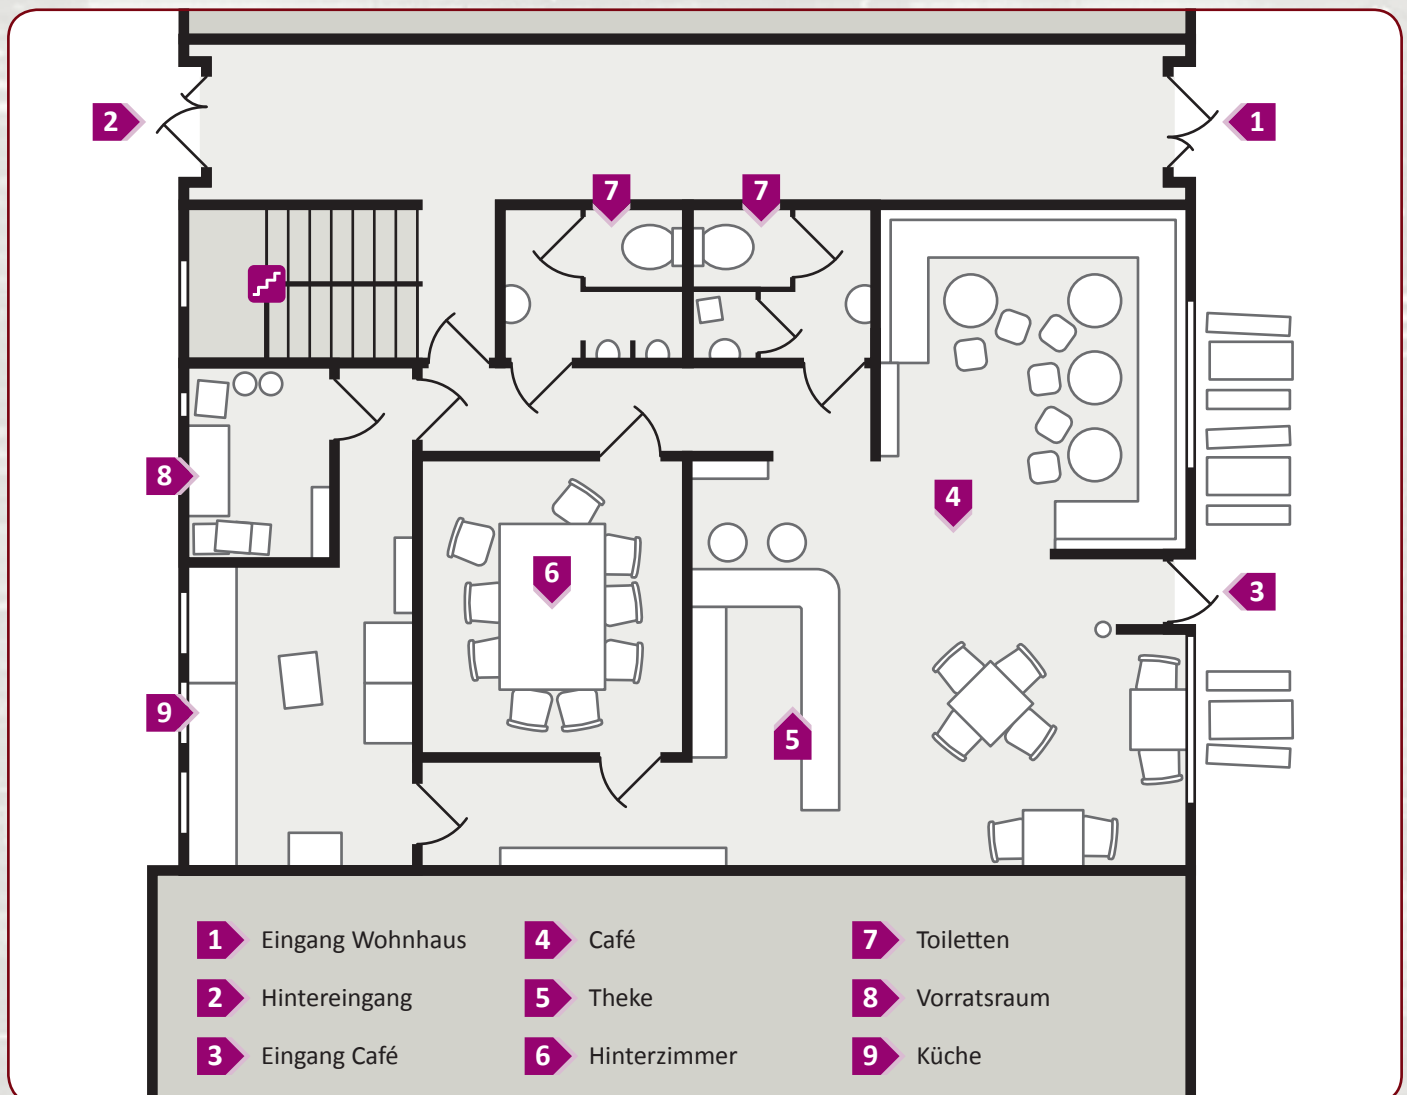 2
1
7 7
8
4
6
3
9
5
1 Eingang Wohnhaus
2 Hintereingang
3 Eingang Café
4 Café
5 Theke
6 Hinterzimmer
7 Toiletten
8 Vorratsraum
9 Küche